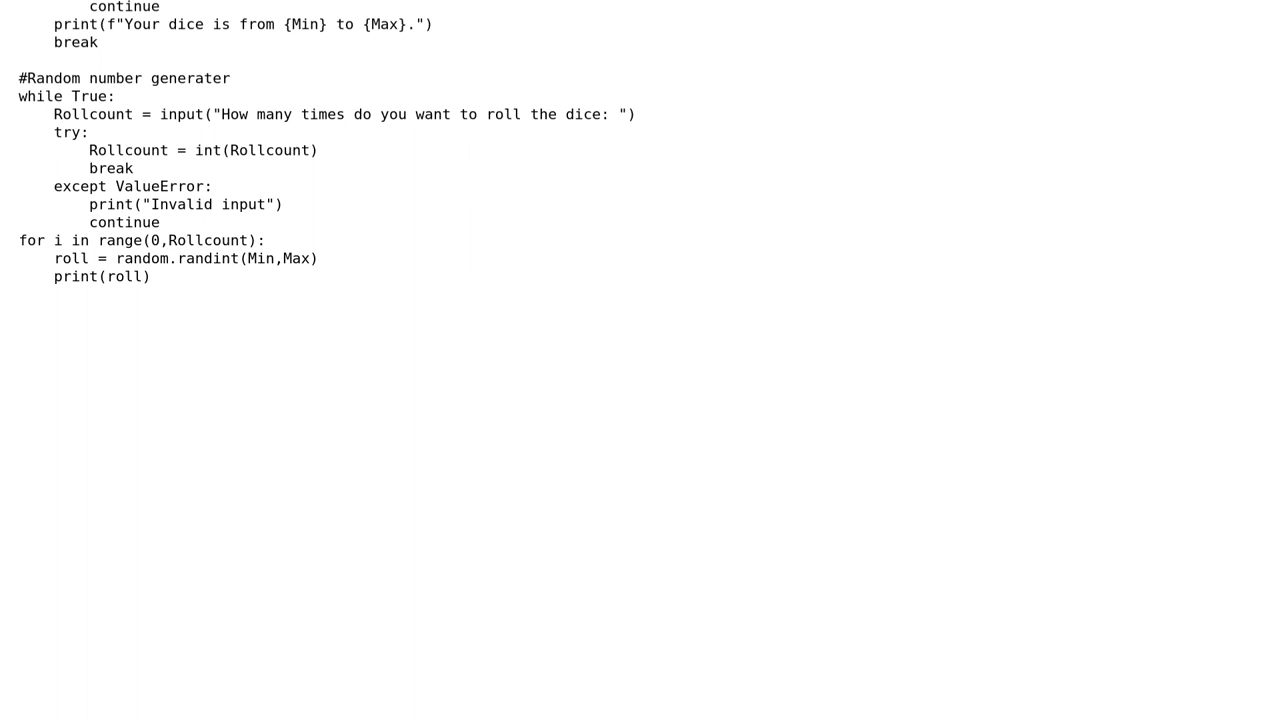 continue
    print(f"Your dice is from {Min} to {Max}.")
    break

#Random number generater
while True:
    Rollcount = input("How many times do you want to roll the dice: ")
    try:
        Rollcount = int(Rollcount)
        break
    except ValueError:
        print("Invalid input")
        continue
for i in range(0,Rollcount):
    roll = random.randint(Min,Max)
    print(roll)